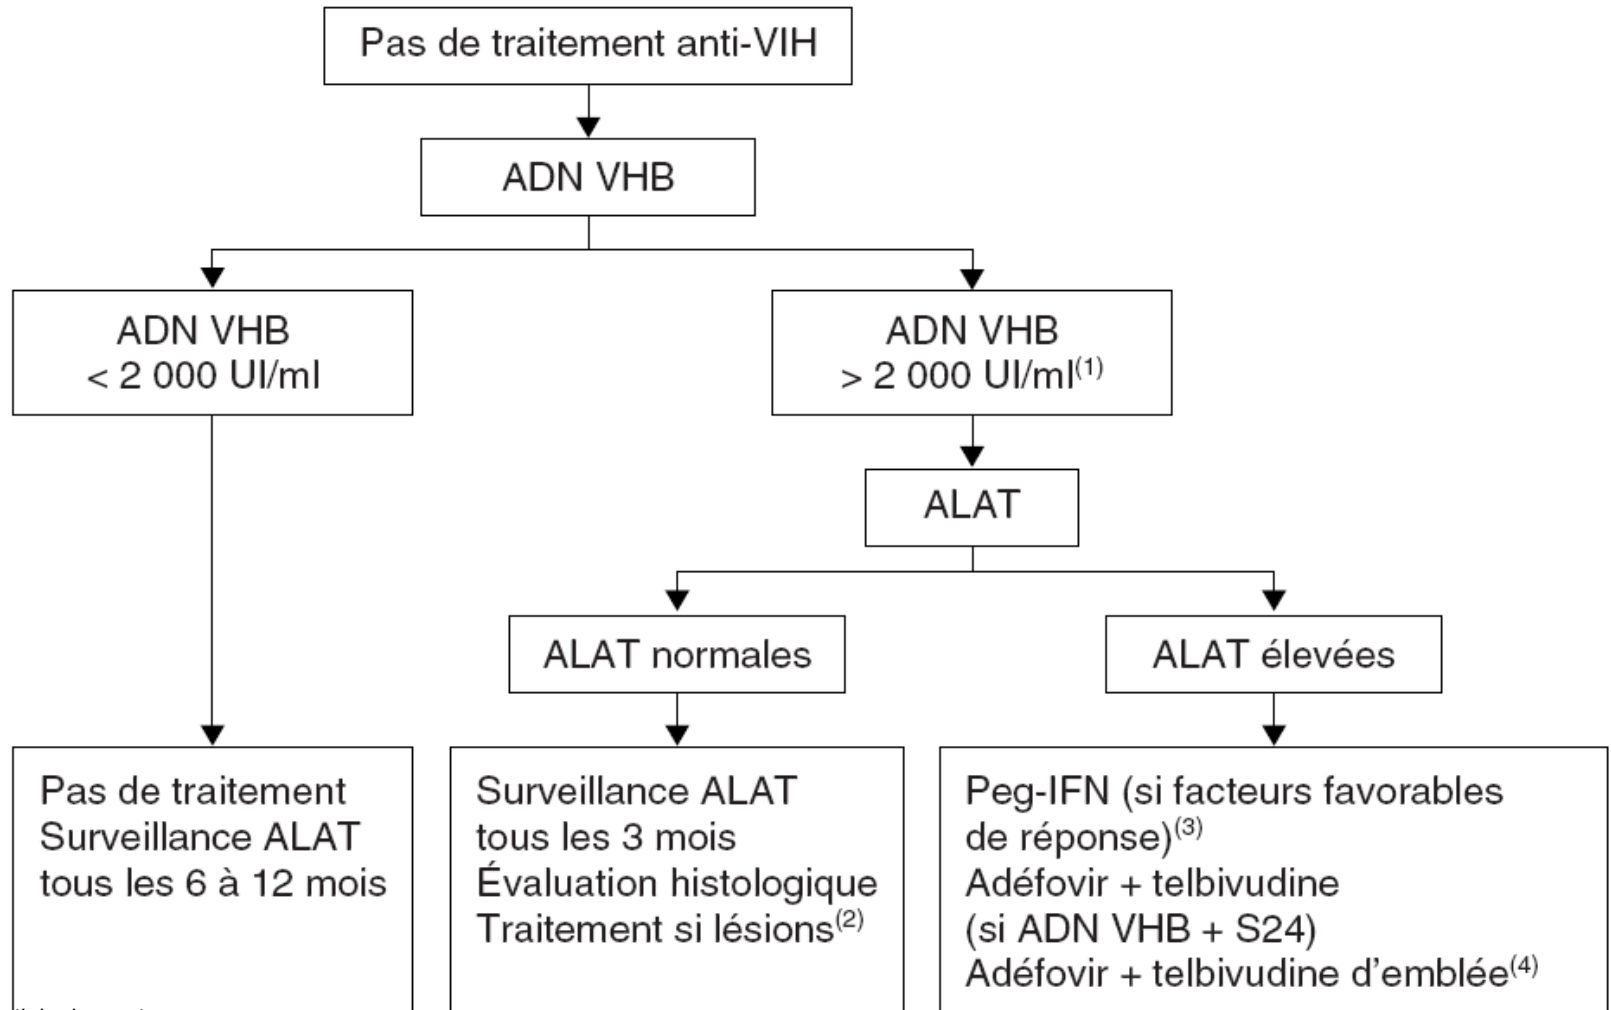 Pas de traitement anti-VIH
ADN VHB
ADN VHB
< 2 000 UI/ml
ADN VHB
> 2 000 UI/ml(1)
ALAT
ALAT normales
ALAT élevées
Pas de traitement
Surveillance ALAT
tous les 6 à 12 mois
Surveillance ALAT
tous les 3 mois
Évaluation histologique
Traitement si lésions(2)
Peg-IFN (si facteurs favorables
de réponse)(3)
Adéfovir + telbivudine
(si ADN VHB + S24)
Adéfovir + telbivudine d’emblée(4)